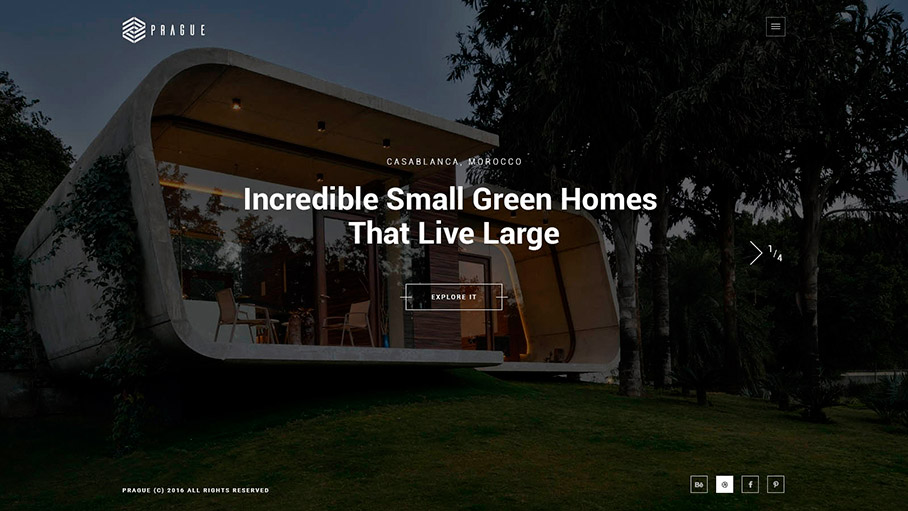 PRAGUE
CASABLANCA, MOROCCO
Incredible Small Green Homes
That Live Large
1/4
EXPLORE IT
PRAGUE (C) 2016 ALL RIGHTS RESERVED
Bē
f